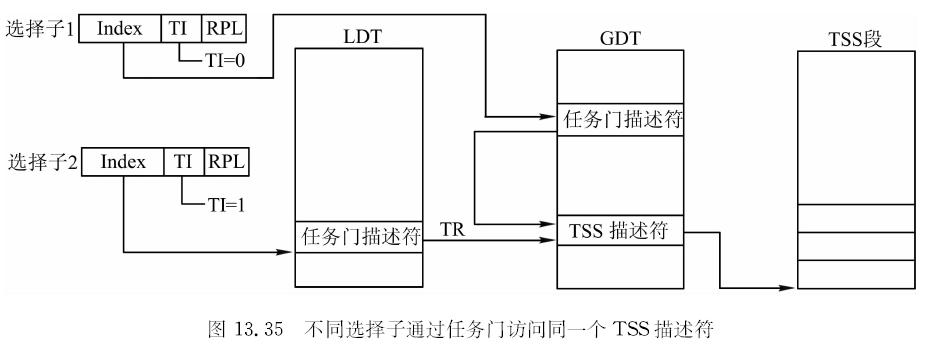 选择子1 Index TI RPL
TI=0
LDT
GDT
TSS段
任务门描述符
选择子2 Index TI RPL
TI=1
任务门描述符
TR
TSS 描述符
图 13.35 不同选择子通过任务门访问同一个 TSS 描述符